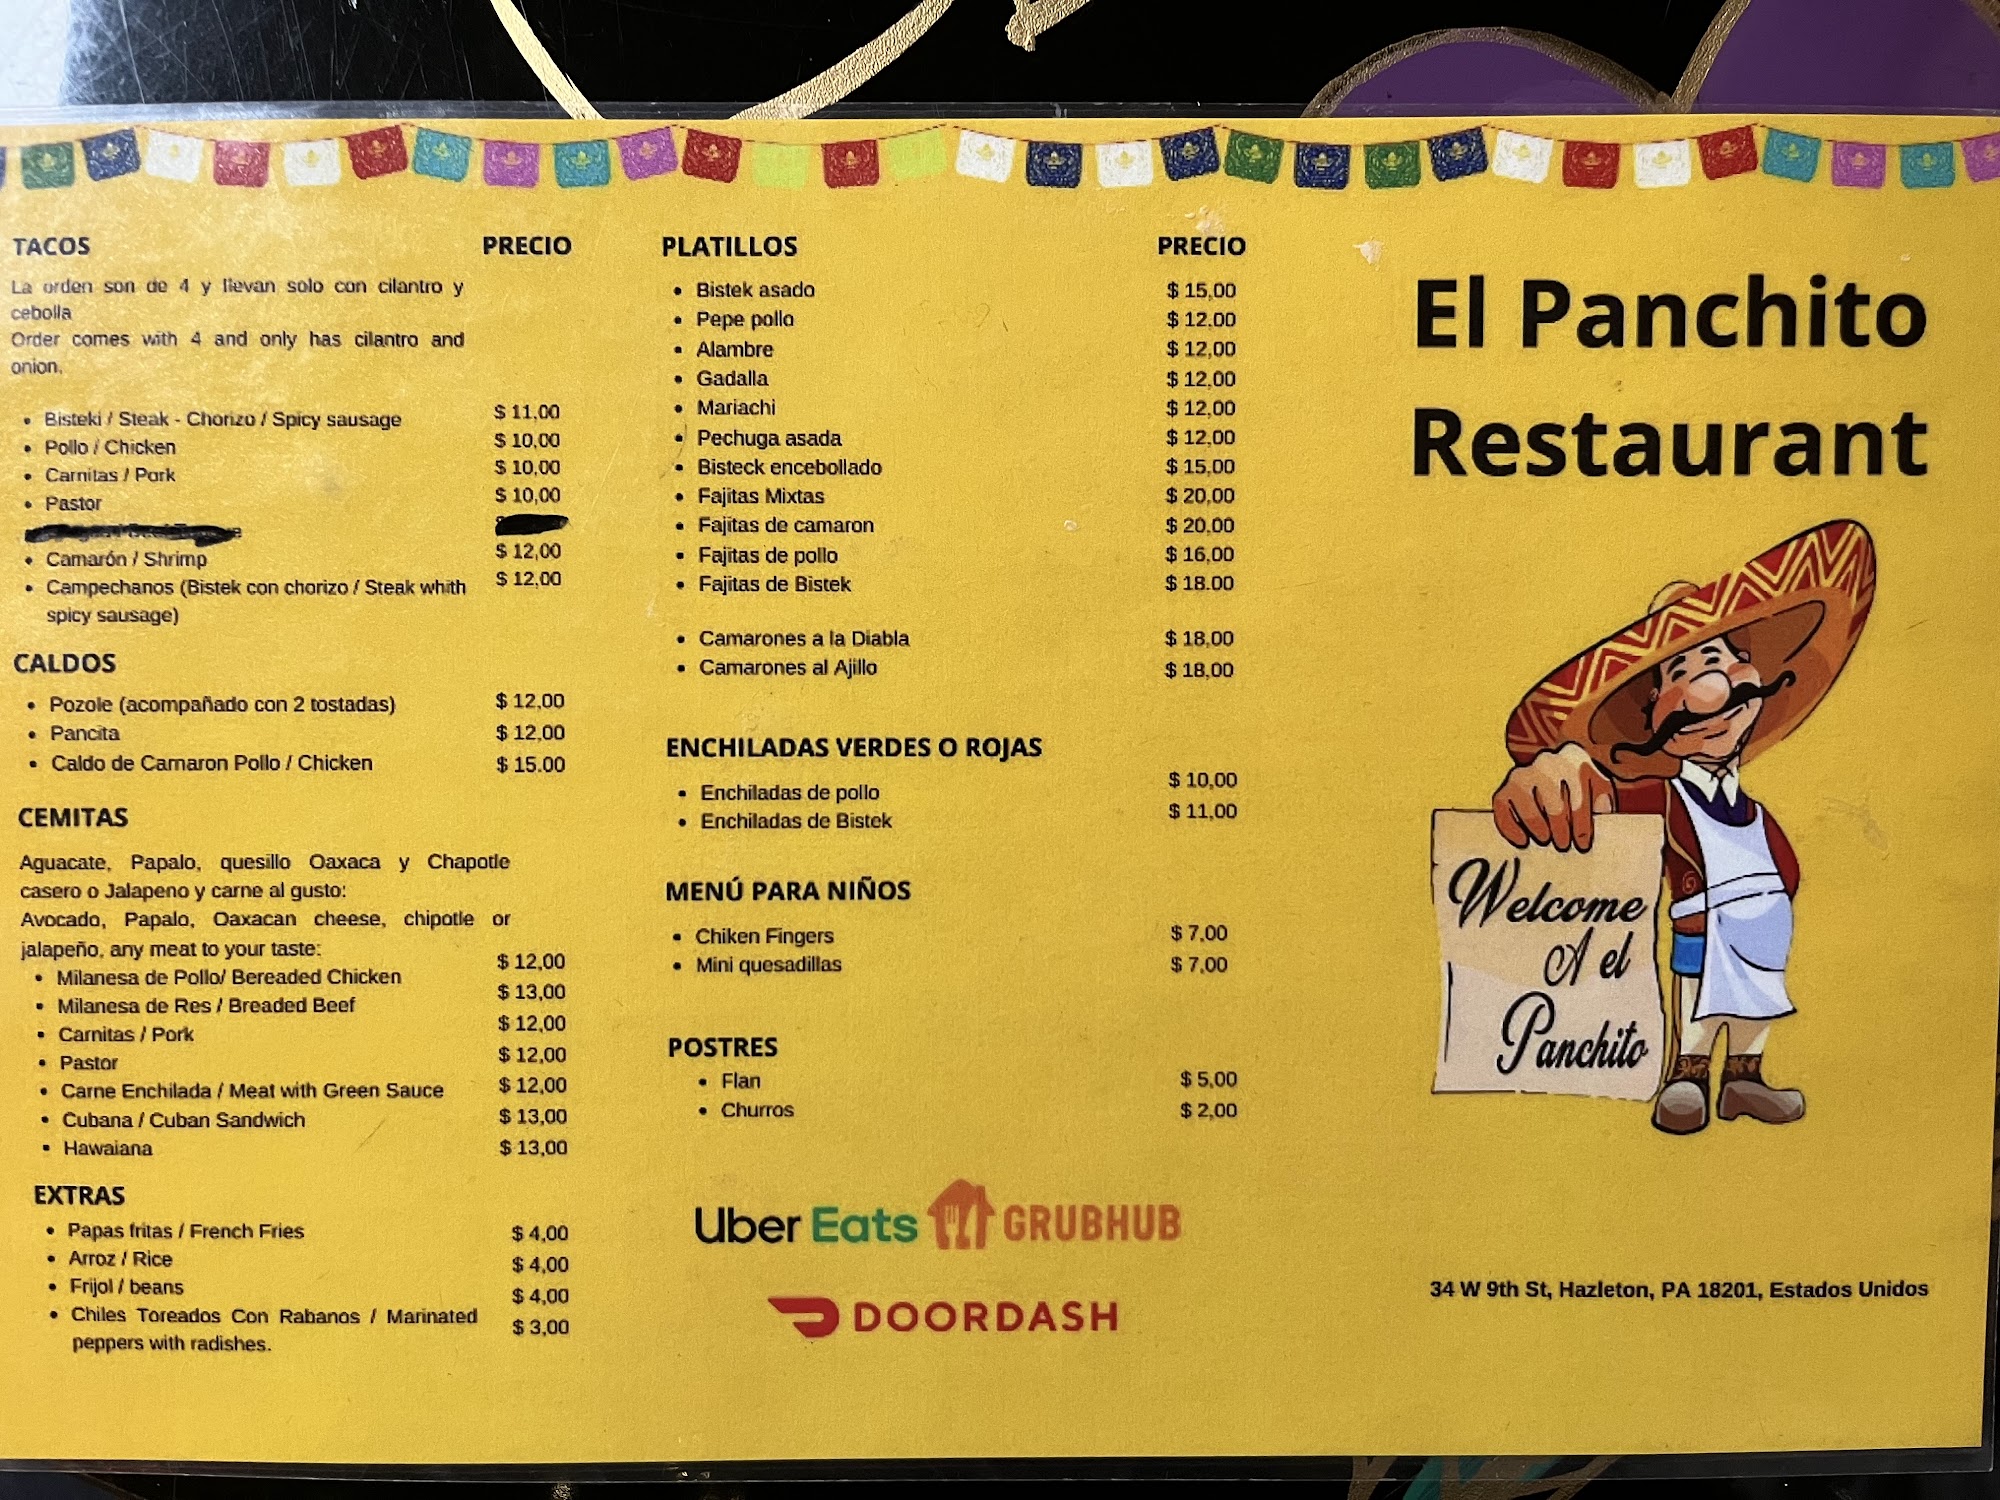 TACOS PRECIO
La orden son de 4 y llevan solo con cilantro y
cebolla
Order comes with 4 and only has cilantro and
onion.
• Bisteki / Steak - Chorizo / Spicy sausage $ 11,00
• Pollo / Chicken $ 10,00
• Carnitas / Pork $ 10,00
• Pastor $ 10,00
• Camarón / Shrimp $ 12,00
• Campechanos (Bistek con chorizo / Steak whith $ 12,00
spicy sausage)
CALDOS
• Pozole (acompañado con 2 tostadas) $ 12,00
• Pancita $ 12,00
• Caldo de Camaron Pollo / Chicken $ 15.00
CEMITAS
Aguacate, Papalo, quesillo Oaxaca y Chapotle
casero o Jalapeno y carne al gusto:
Avocado, Papalo, Oaxacan cheese, chipotle or
jalapeño, any meat to your taste:
• Milanesa de Pollo/ Bereaded Chicken $ 12,00
• Milanesa de Res / Breaded Beef $ 13,00
• Carnitas / Pork $ 12,00
• Pastor $ 12,00
• Carne Enchilada / Meat with Green Sauce $ 12,00
• Cubana / Cuban Sandwich $ 13,00
• Hawaiana $ 13,00
EXTRAS
• Papas fritas / French Fries $ 4,00
• Arroz / Rice $ 4,00
• Frijol / beans $ 4,00
• Chiles Toreados Con Rabanos / Marinated $ 3,00
peppers with radishes.
PLATILLOS PRECIO
• Bistek asado $ 15,00
• Pepe pollo $ 12.00
• Alambre $ 12,00
• Gadalla $ 12,00
• Mariachi $ 12,00
• Pechuga asada $ 12,00
• Bisteck encebollado $ 15,00
• Fajitas Mixtas $ 20,00
• Fajitas de camaron $ 20,00
• Fajitas de pollo $ 16,00
• Fajitas de Bistek $ 18.00
• Camarones a la Diabla $ 18,00
• Camarones al Ajillo $ 18,00
ENCHILADAS VERDES O ROJAS
• Enchiladas de pollo $ 10,00
• Enchiladas de Bistek $ 11,00
MENÚ PARA NIÑOS
• Chiken Fingers $ 7,00
• Mini quesadillas $ 7,00
POSTRES
• Flan $ 5,00
• Churros $ 2,00
Uber Eats GRUBHUB
DOORDASH
El Panchito
Restaurant
Welcome
A el
Panchito
34 W 9th St, Hazleton, PA 18201, Estados Unidos